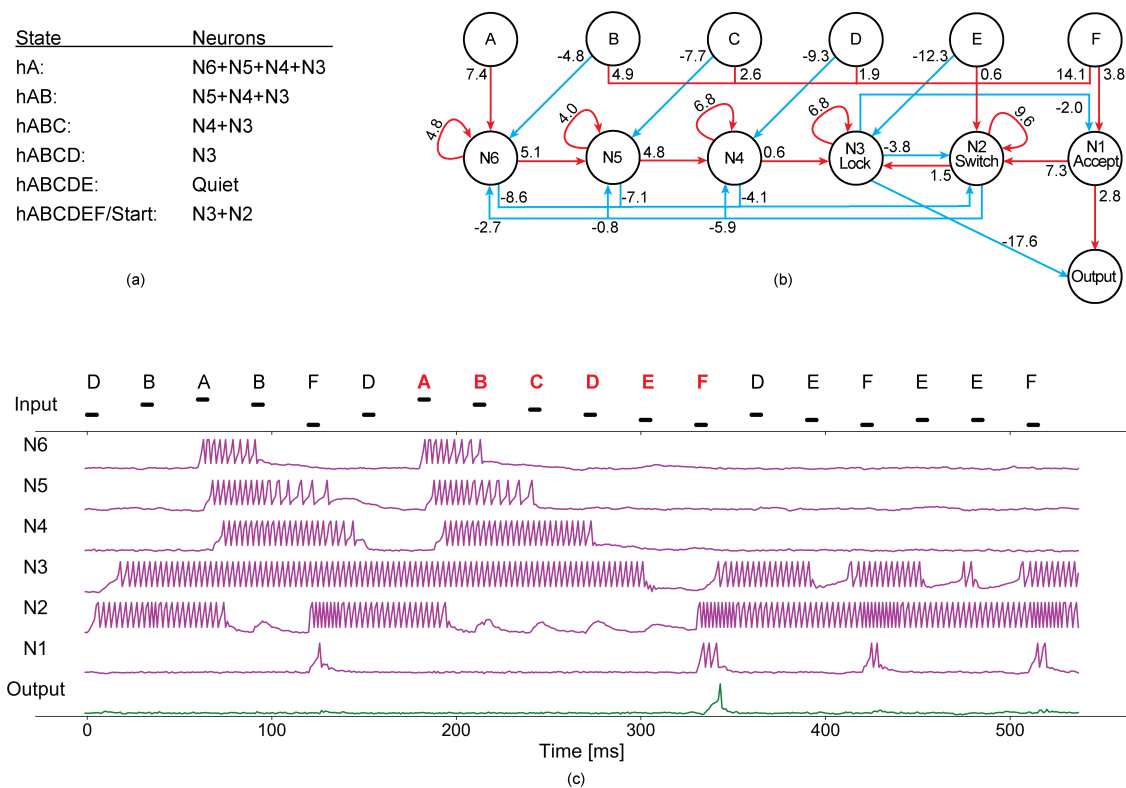 State Neurons
hA: N6+N5+N4+N3
hAB: N5+N4+N3
hABC: N4+N3
hABCD: N3
hABCDE: Quiet
hABCDEF/Start: N3+N2
(a)
A B C D E F
-4.8 -7.7 -9.3 -12.3
7.4 4.9 2.6 1.9 0.6 14.1 3.8
4.8 4.0 6.8 6.8 9.6 -2.0
N6 5.1 N5 4.8 N4 0.6 N3 Lock -3.8 N2 Switch N1 Accept
1.5 7.3
-8.6 -7.1 -4.1 2.8
-2.7 -0.8 -5.9
-17.6
Output
(b)
D B A B F D A B C D E F D E F E E F
Input
N6
N5
N4
N3
N2
N1
Output
0 100 200 300 400 500
Time [ms]
(c)